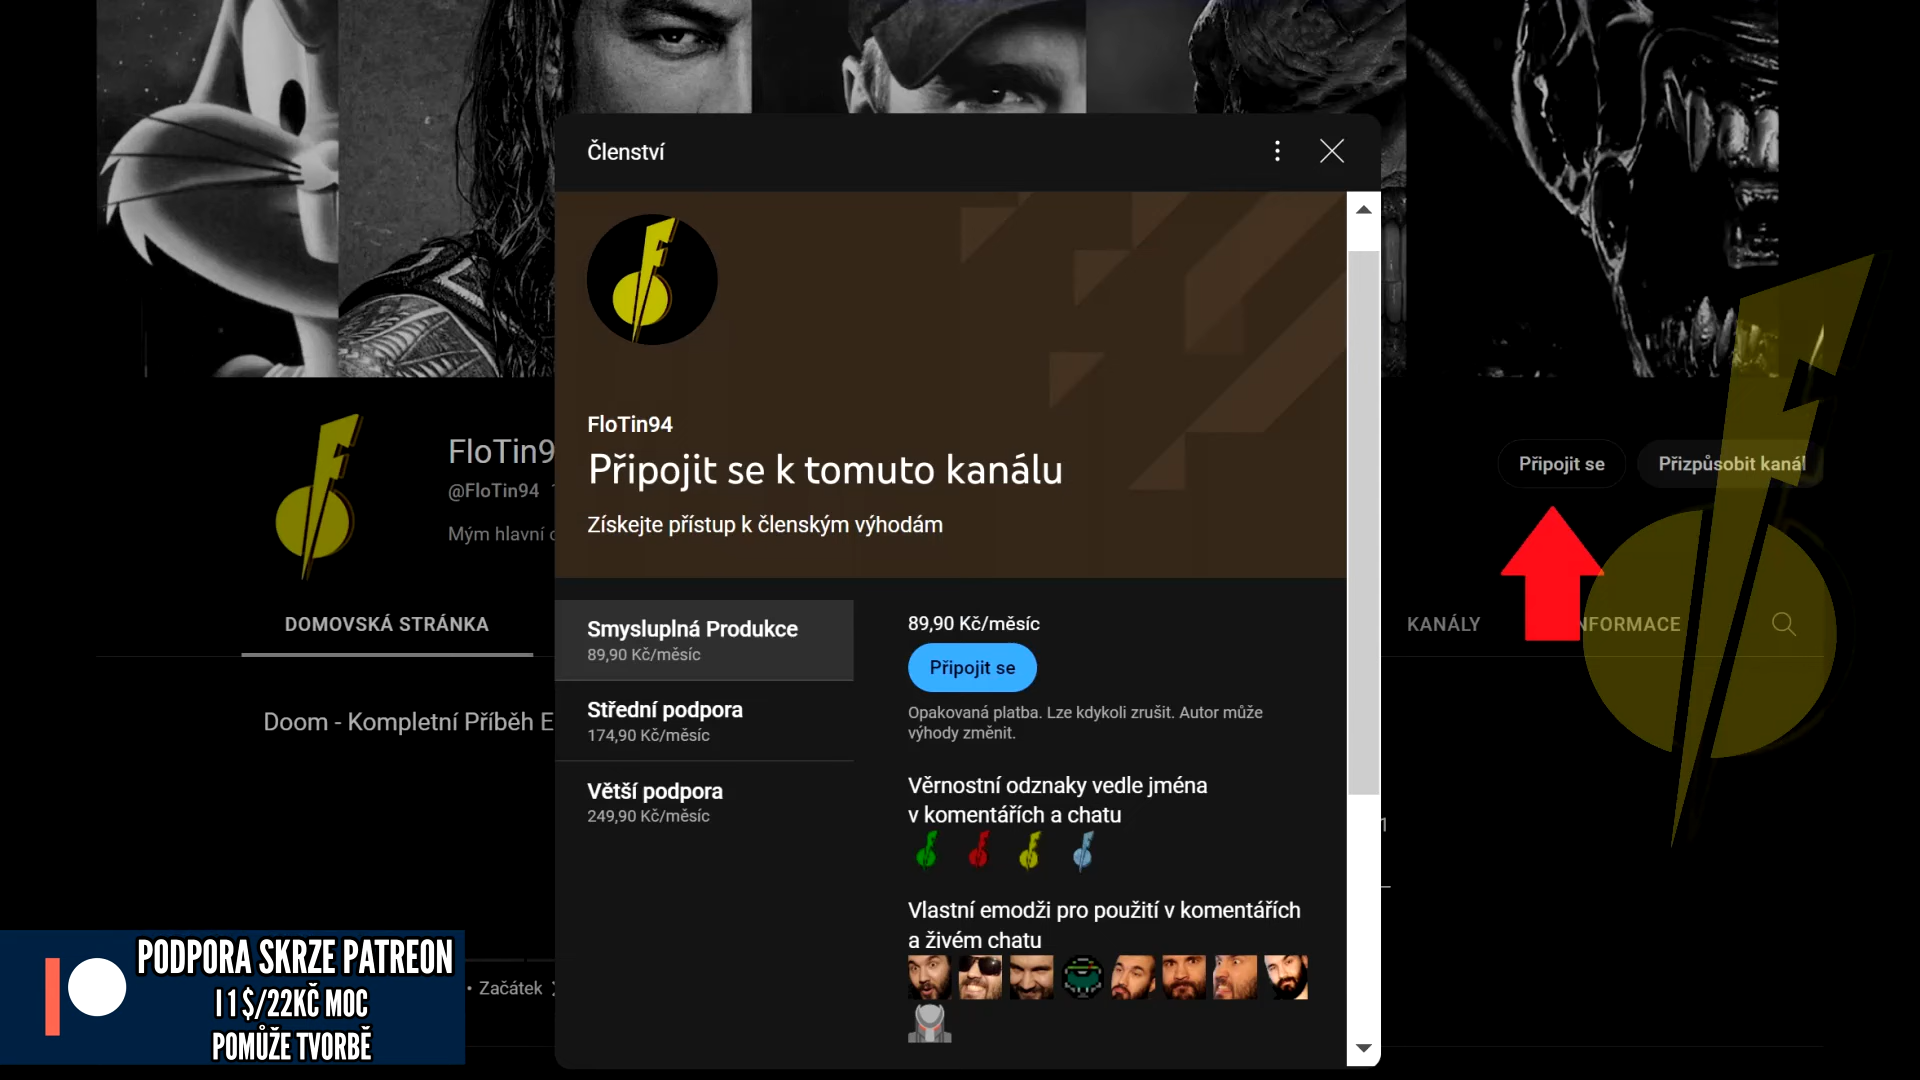 Členství
FloTin94
Připojit se k tomuto kanálu
Získejte přístup k členským výhodám
Smysluplná Produkce
89,90 Kč/měsíc
Střední podpora
174,90 Kč/měsíc
Větší podpora
249,90 Kč/měsíc
89,90 Kč/měsíc
Připojit se
Opakovaná platba. Lze kdykoli zrušit. Autor může
výhody změnit.
Věrnostní odznaky vedle jména
v komentářích a chatu
Vlastní emodži pro použití v komentářích
a živém chatu
FloTin9
@FloTin94
Mým hlavní
Připojit se
Přizpůsobit kanál
DOMOVSKÁ STRÁNKA
KANÁLY
NFORMACE
Doom - Kompletní Příběh E
1
• Začátek
PODPORA SKRZE PATREON
I 1 $/22KČ MOC
POMŮŽE TVORBĚ